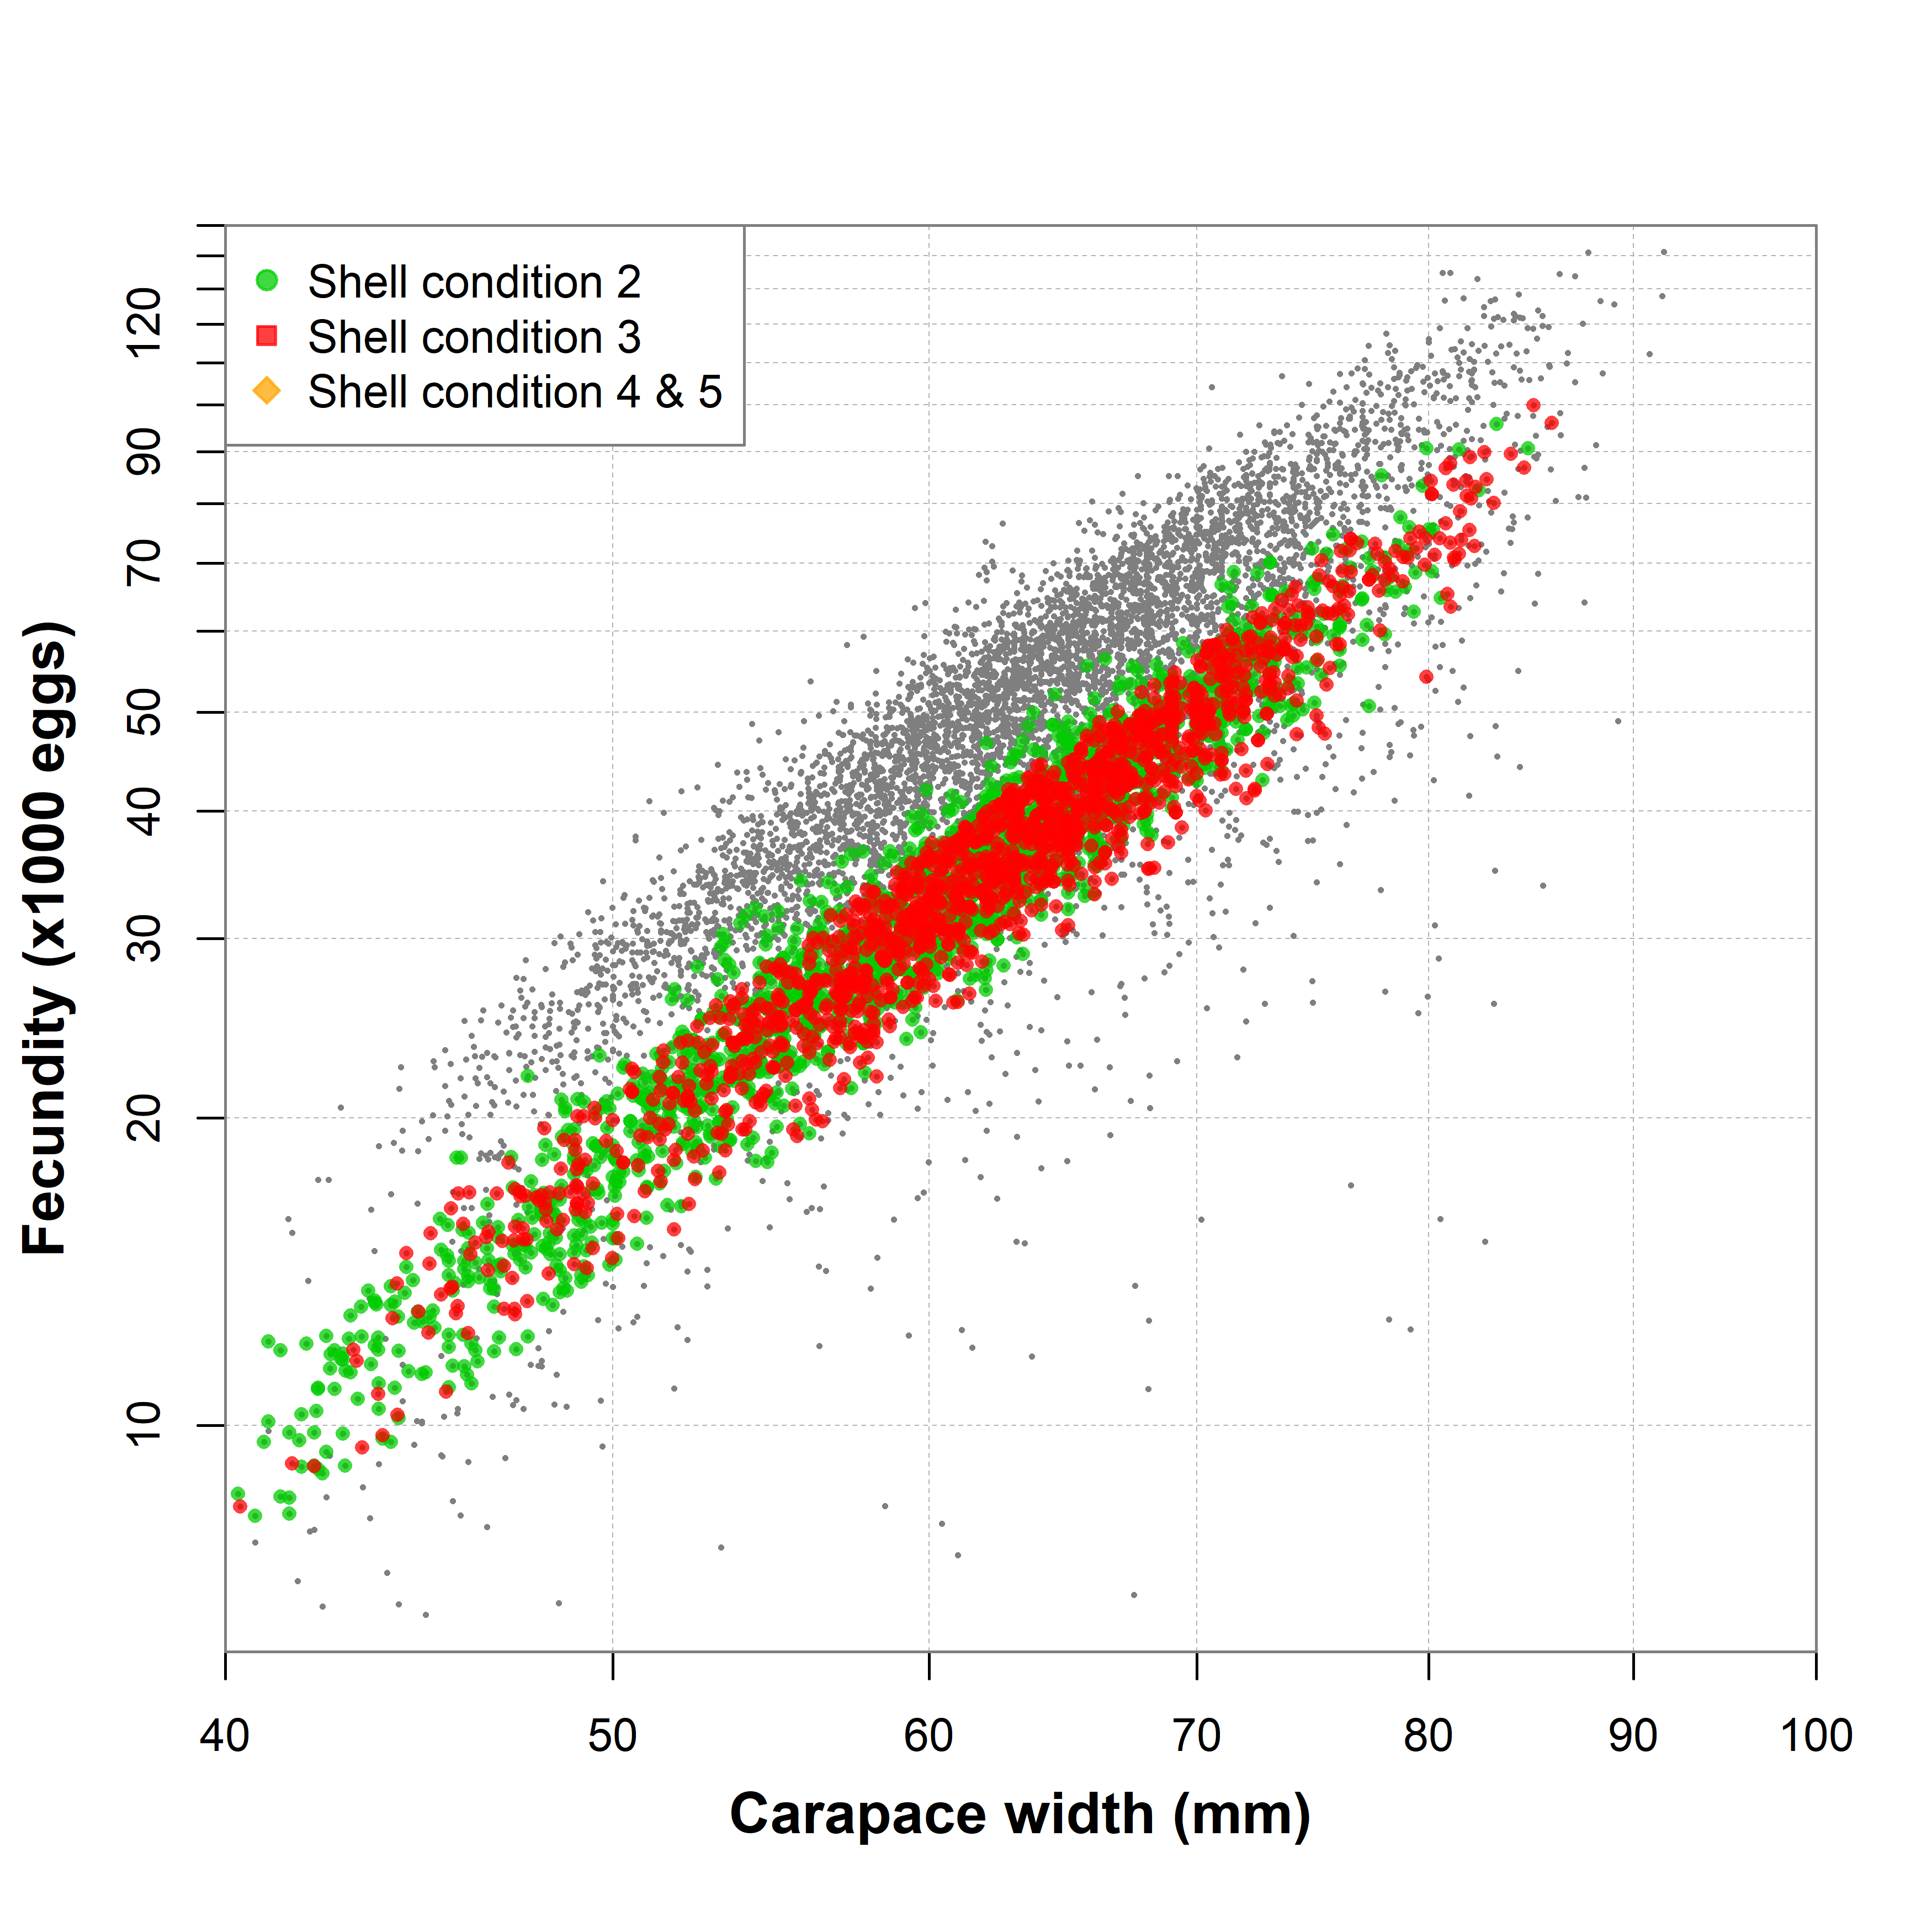 Shell condition 2
Shell condition 3
Shell condition 4 & 5
Fecundity (x1000 eggs)
120
90
70
50
40
30
20
10
40 50 60 70 80 90 100
Carapace width (mm)